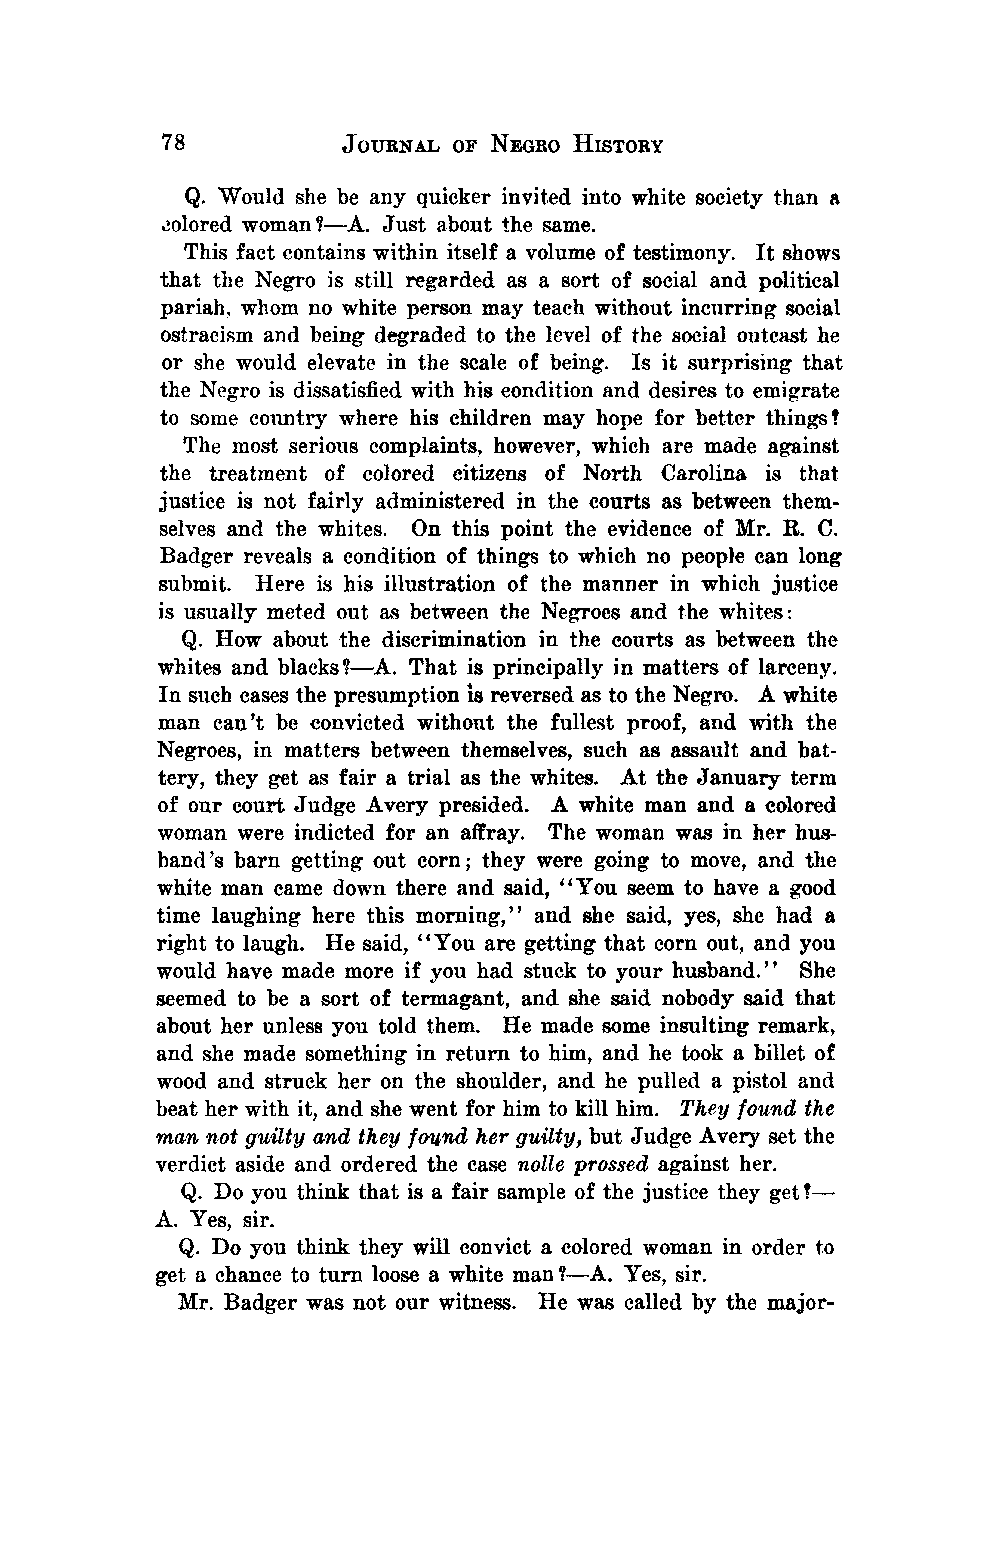 78 JOURNAL OF NEGRO HISTORY
Q. Would she be any quicker invited into white society than a
colored woman?—A. Just about the same.
This fact contains within itself a volume of testimony. It shows
that the Negro is still regarded as a sort of social and political
pariah, whom no white person may teach without incurring social
ostracism and being degraded to the level of the social outcast he
or she would elevate in the scale of being. Is it surprising that
the Negro is dissatisfied with his condition and desires to emigrate
to some country where his children may hope for better things?
The most serious complaints, however, which are made against
the treatment of colored citizens of North Carolina is that
justice is not fairly administered in the courts as between them-
selves and the whites. On this point the evidence of Mr. R. C.
Badger reveals a condition of things to which no people can long
submit. Here is his illustration of the manner in which justice
is usually meted out as between the Negroes and the whites:
Q. How about the discrimination in the courts as between the
whites and blacks?—A. That is principally in matters of larceny.
In such cases the presumption is reversed as to the Negro. A white
man can't be convicted without the fullest proof, and with the
Negroes, in matters between themselves, such as assault and bat-
tery, they get as fair a trial as the whites. At the January term
of our court Judge Avery presided. A white man and a colored
woman were indicted for an affray. The woman was in her hus-
band's barn getting out corn; they were going to move, and the
white man came down there and said, "You seem to have a good
time laughing here this morning," and she said, yes, she had a
right to laugh. He said, "You are getting that corn out, and you
would have made more if you had stuck to your husband." She
seemed to be a sort of termagant, and she said nobody said that
about her unless you told them. He made some insulting remark,
and she made something in return to him, and he took a billet of
wood and struck her on the shoulder, and he pulled a pistol and
beat her with it, and she went for him to kill him. They found the
man not guilty and they found her guilty, but Judge Avery set the
verdict aside and ordered the case nolle prossed against her.
Q. Do you think that is a fair sample of the justice they get?—
A. Yes, sir.
Q. Do you think they will convict a colored woman in order to
get a chance to turn loose a white man?—A. Yes, sir.
Mr. Badger was not our witness. He was called by the major-